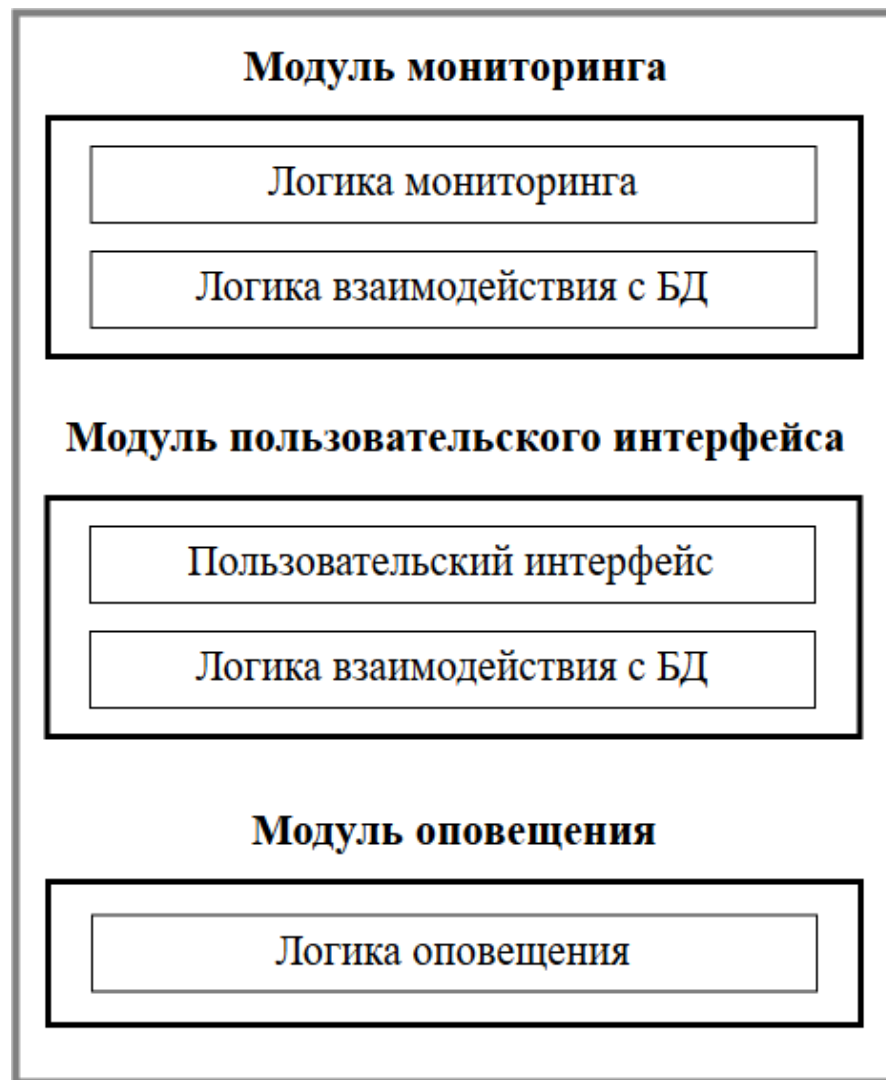 Модуль мониторинга
Логика мониторинга
Логика взаимодействия с БД
Модуль пользовательского интерфейса
Пользовательский интерфейс
Логика взаимодействия с БД
Модуль оповещения
Логика оповещения